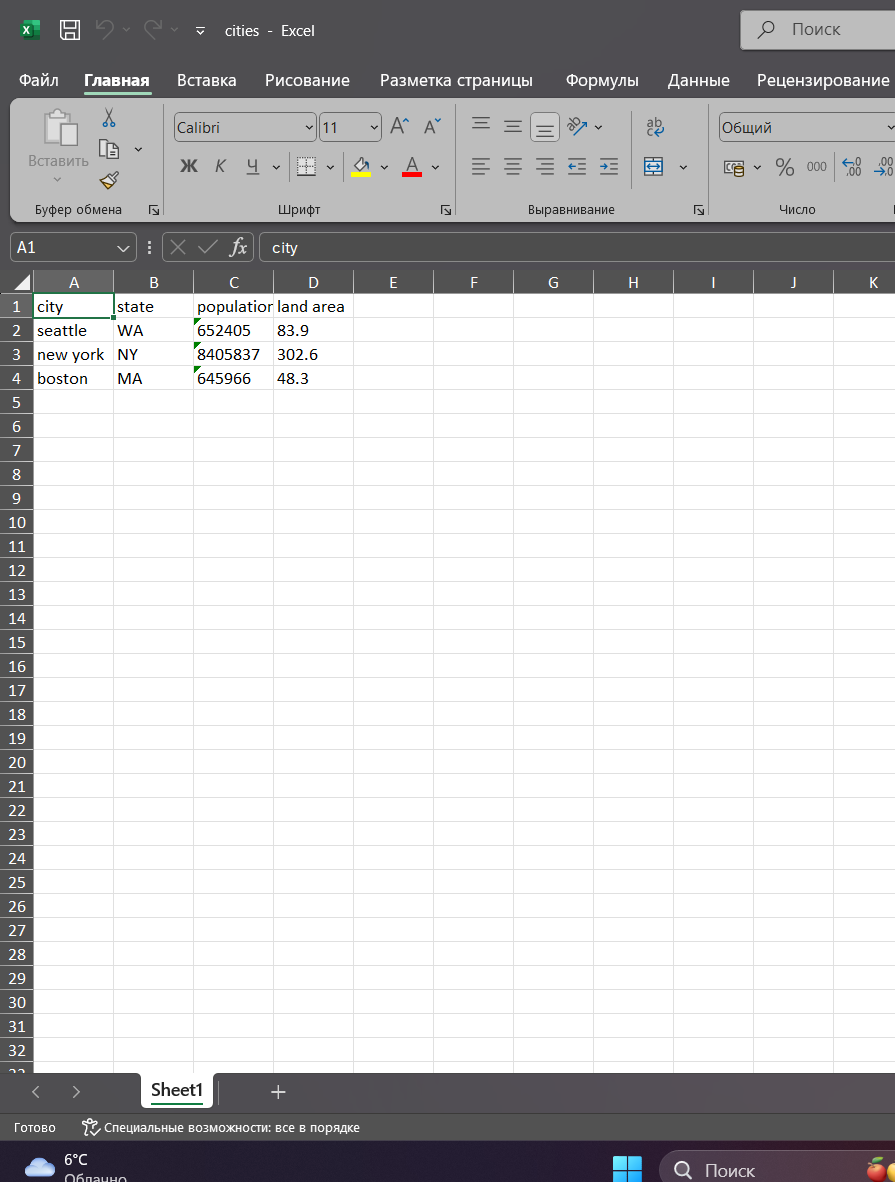 cities - Excel
Поиск
Файл Главная Вставка Рисование Разметка страницы Формулы Данные Рецензирование
Вставить
Calibri 11
Общий
Ж К Ч
% 000
Буфер обмена Шрифт Выравнивание Число
A1 fx city
A B C D E F G H I J K
1 city state population land area
2 seattle WA 652405 83.9
3 new york NY 8405837 302.6
4 boston MA 645966 48.3
5
6
7
8
9
10
11
12
13
14
15
16
17
18
19
20
21
22
23
24
25
26
27
28
29
30
31
32
33
Sheet1
Готово Специальные возможности: все в порядке
6°C
Облачно
Поиск